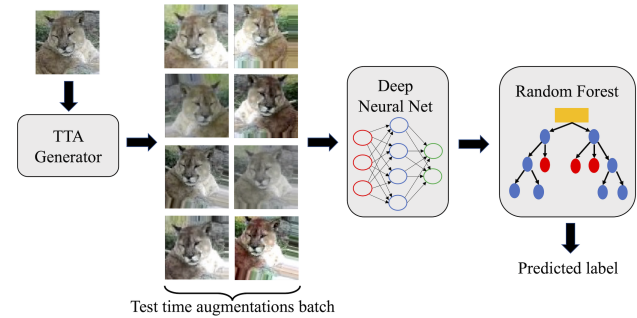 TTA
Generator
Test time augmentations batch
Deep
Neural Net
Random Forest
Predicted label